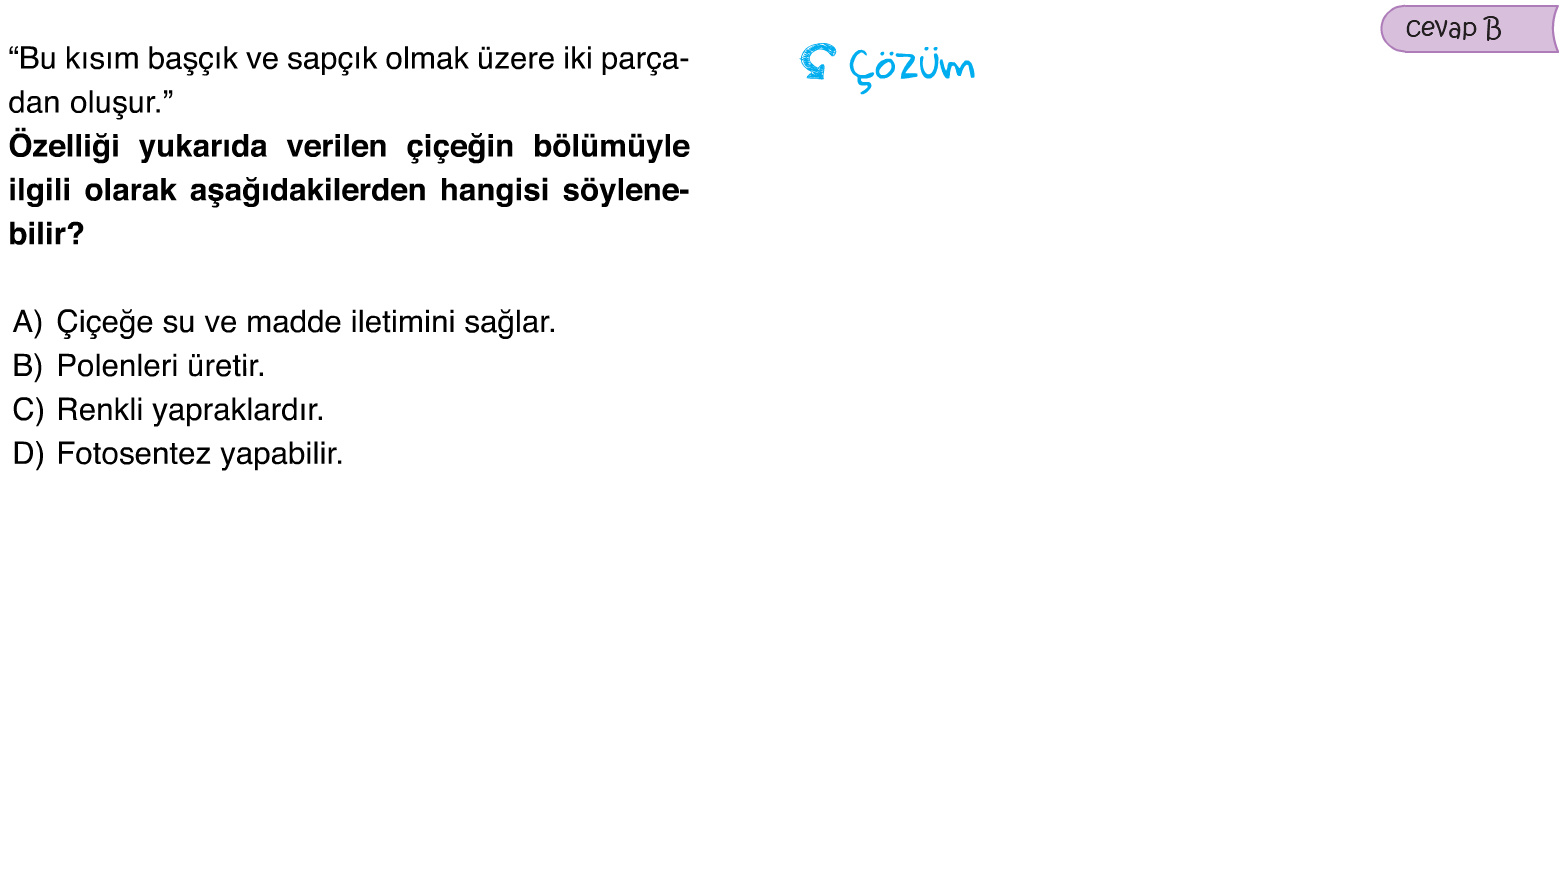 “Bu kısım başçık ve sapçık olmak üzere iki parça-
dan oluşur.”
Özelliği yukarıda verilen çiçeğin bölümüyle
ilgili olarak aşağıdakilerden hangisi söylene-
bilir?
A) Çiçeğe su ve madde iletimini sağlar.
B) Polenleri üretir.
C) Renkli yapraklardır.
D) Fotosentez yapabilir.
Çözüm
cevap B